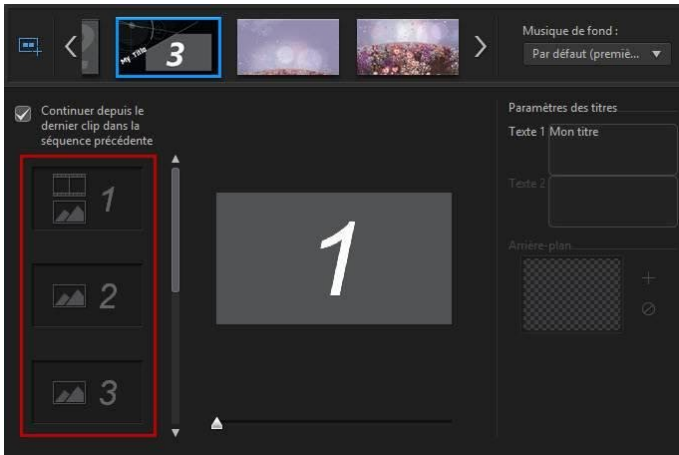 My Title
3
Musique de fond :
Par défaut (premiè...
Continuer depuis le
dernier clip dans la
séquence précédente
1
2
3
1
Paramètres des titres
Texte 1 Mon titre
Texte 2
Arrière-plan